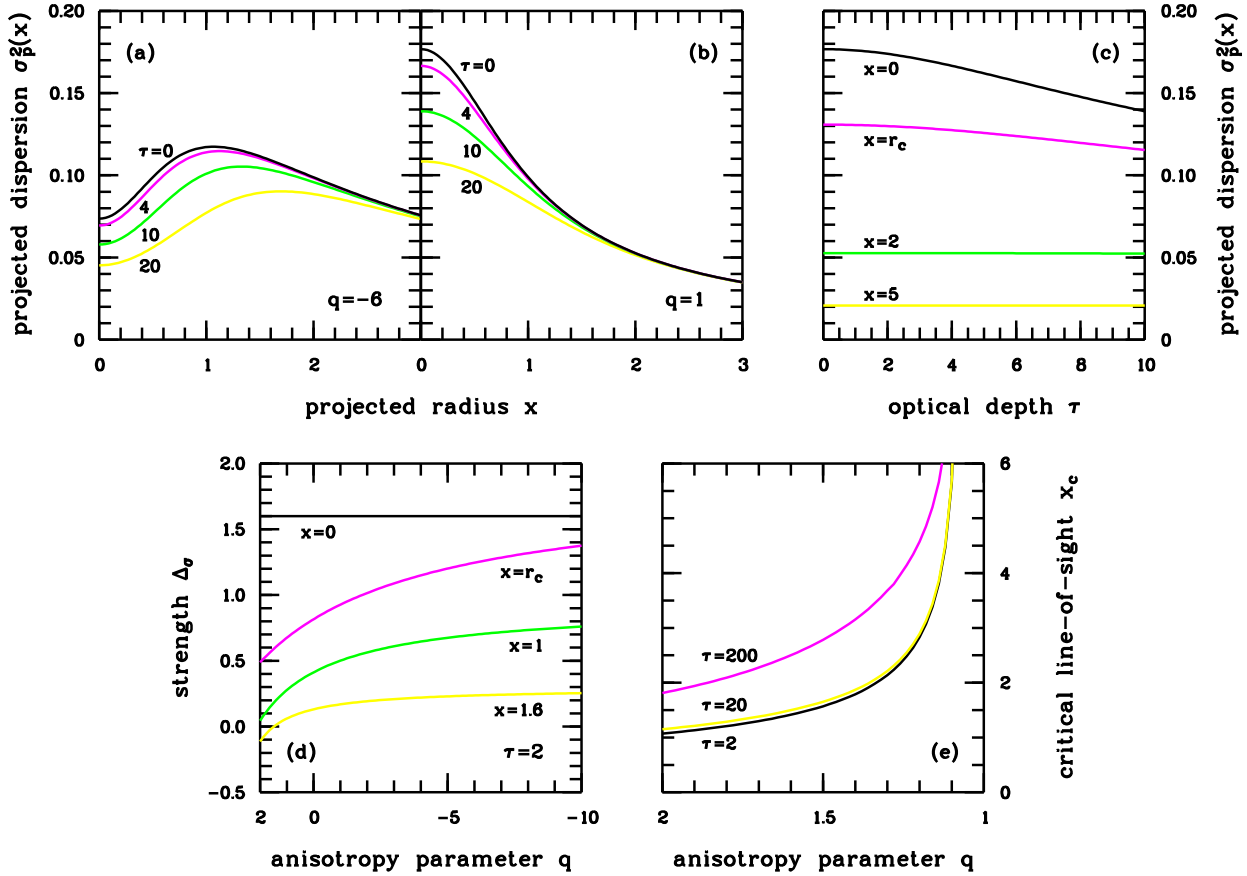 0.20
0.15
0.10
0.05
0
projected dispersion σp²(x)
(a)
τ=0
4
10
20
q=−6
0
1
2
(b)
τ=0
4
10
20
q=1
0
1
2
3
projected radius x
(c)
x=0
x=rc
x=2
x=5
0
2
4
6
8
10
optical depth τ
0.20
0.15
0.10
0.05
0
projected dispersion σp²(x)
2.0
1.5
1.0
0.5
0.0
−0.5
strength Δσ
x=0
x=rc
x=1
x=1.6
(d)
τ=2
2
0
−5
−10
anisotropy parameter q
τ=200
τ=20
τ=2
(e)
2
1.5
1
anisotropy parameter q
6
4
2
0
critical line−of−sight xc